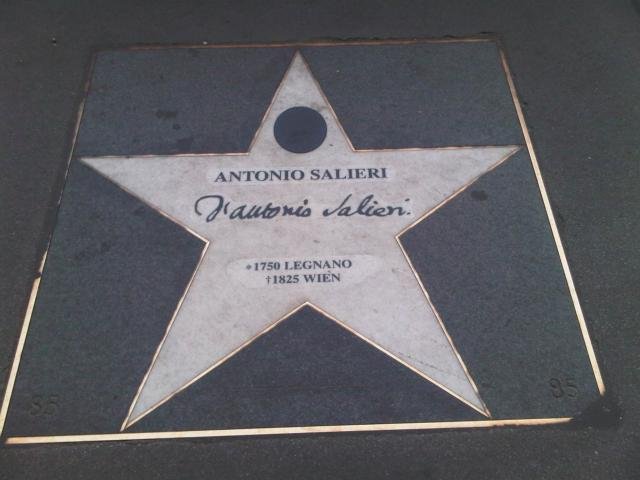 ANTONIO SALIERI
D'antonio Salieri.
*1750 LEGNANO
†1825 WIEN
85 85